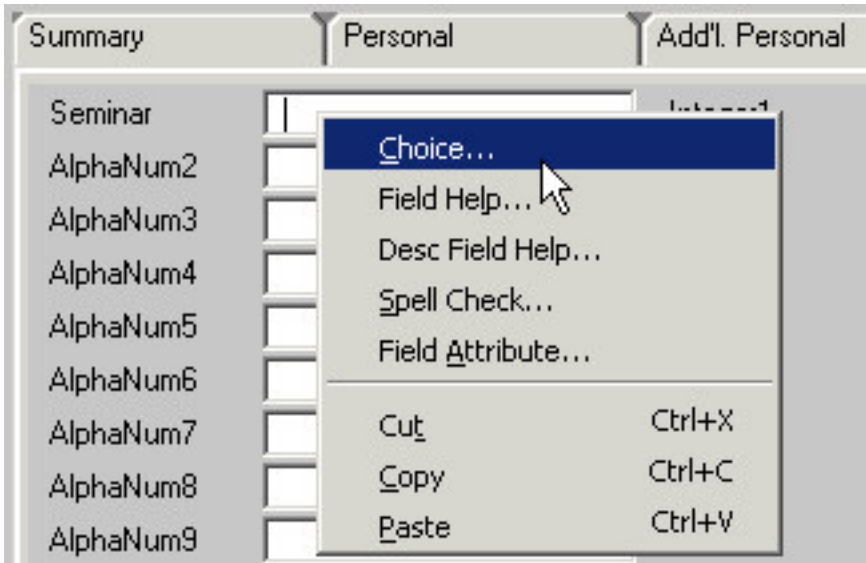 Summary Personal Add'l. Personal
Seminar
Choice...
AlphaNum2
Field Help...
AlphaNum3
Desc Field Help...
AlphaNum4
Spell Check...
AlphaNum5
Field Attribute...
AlphaNum6
AlphaNum7
Cut Ctrl+X
AlphaNum8
Copy Ctrl+C
AlphaNum9
Paste Ctrl+V